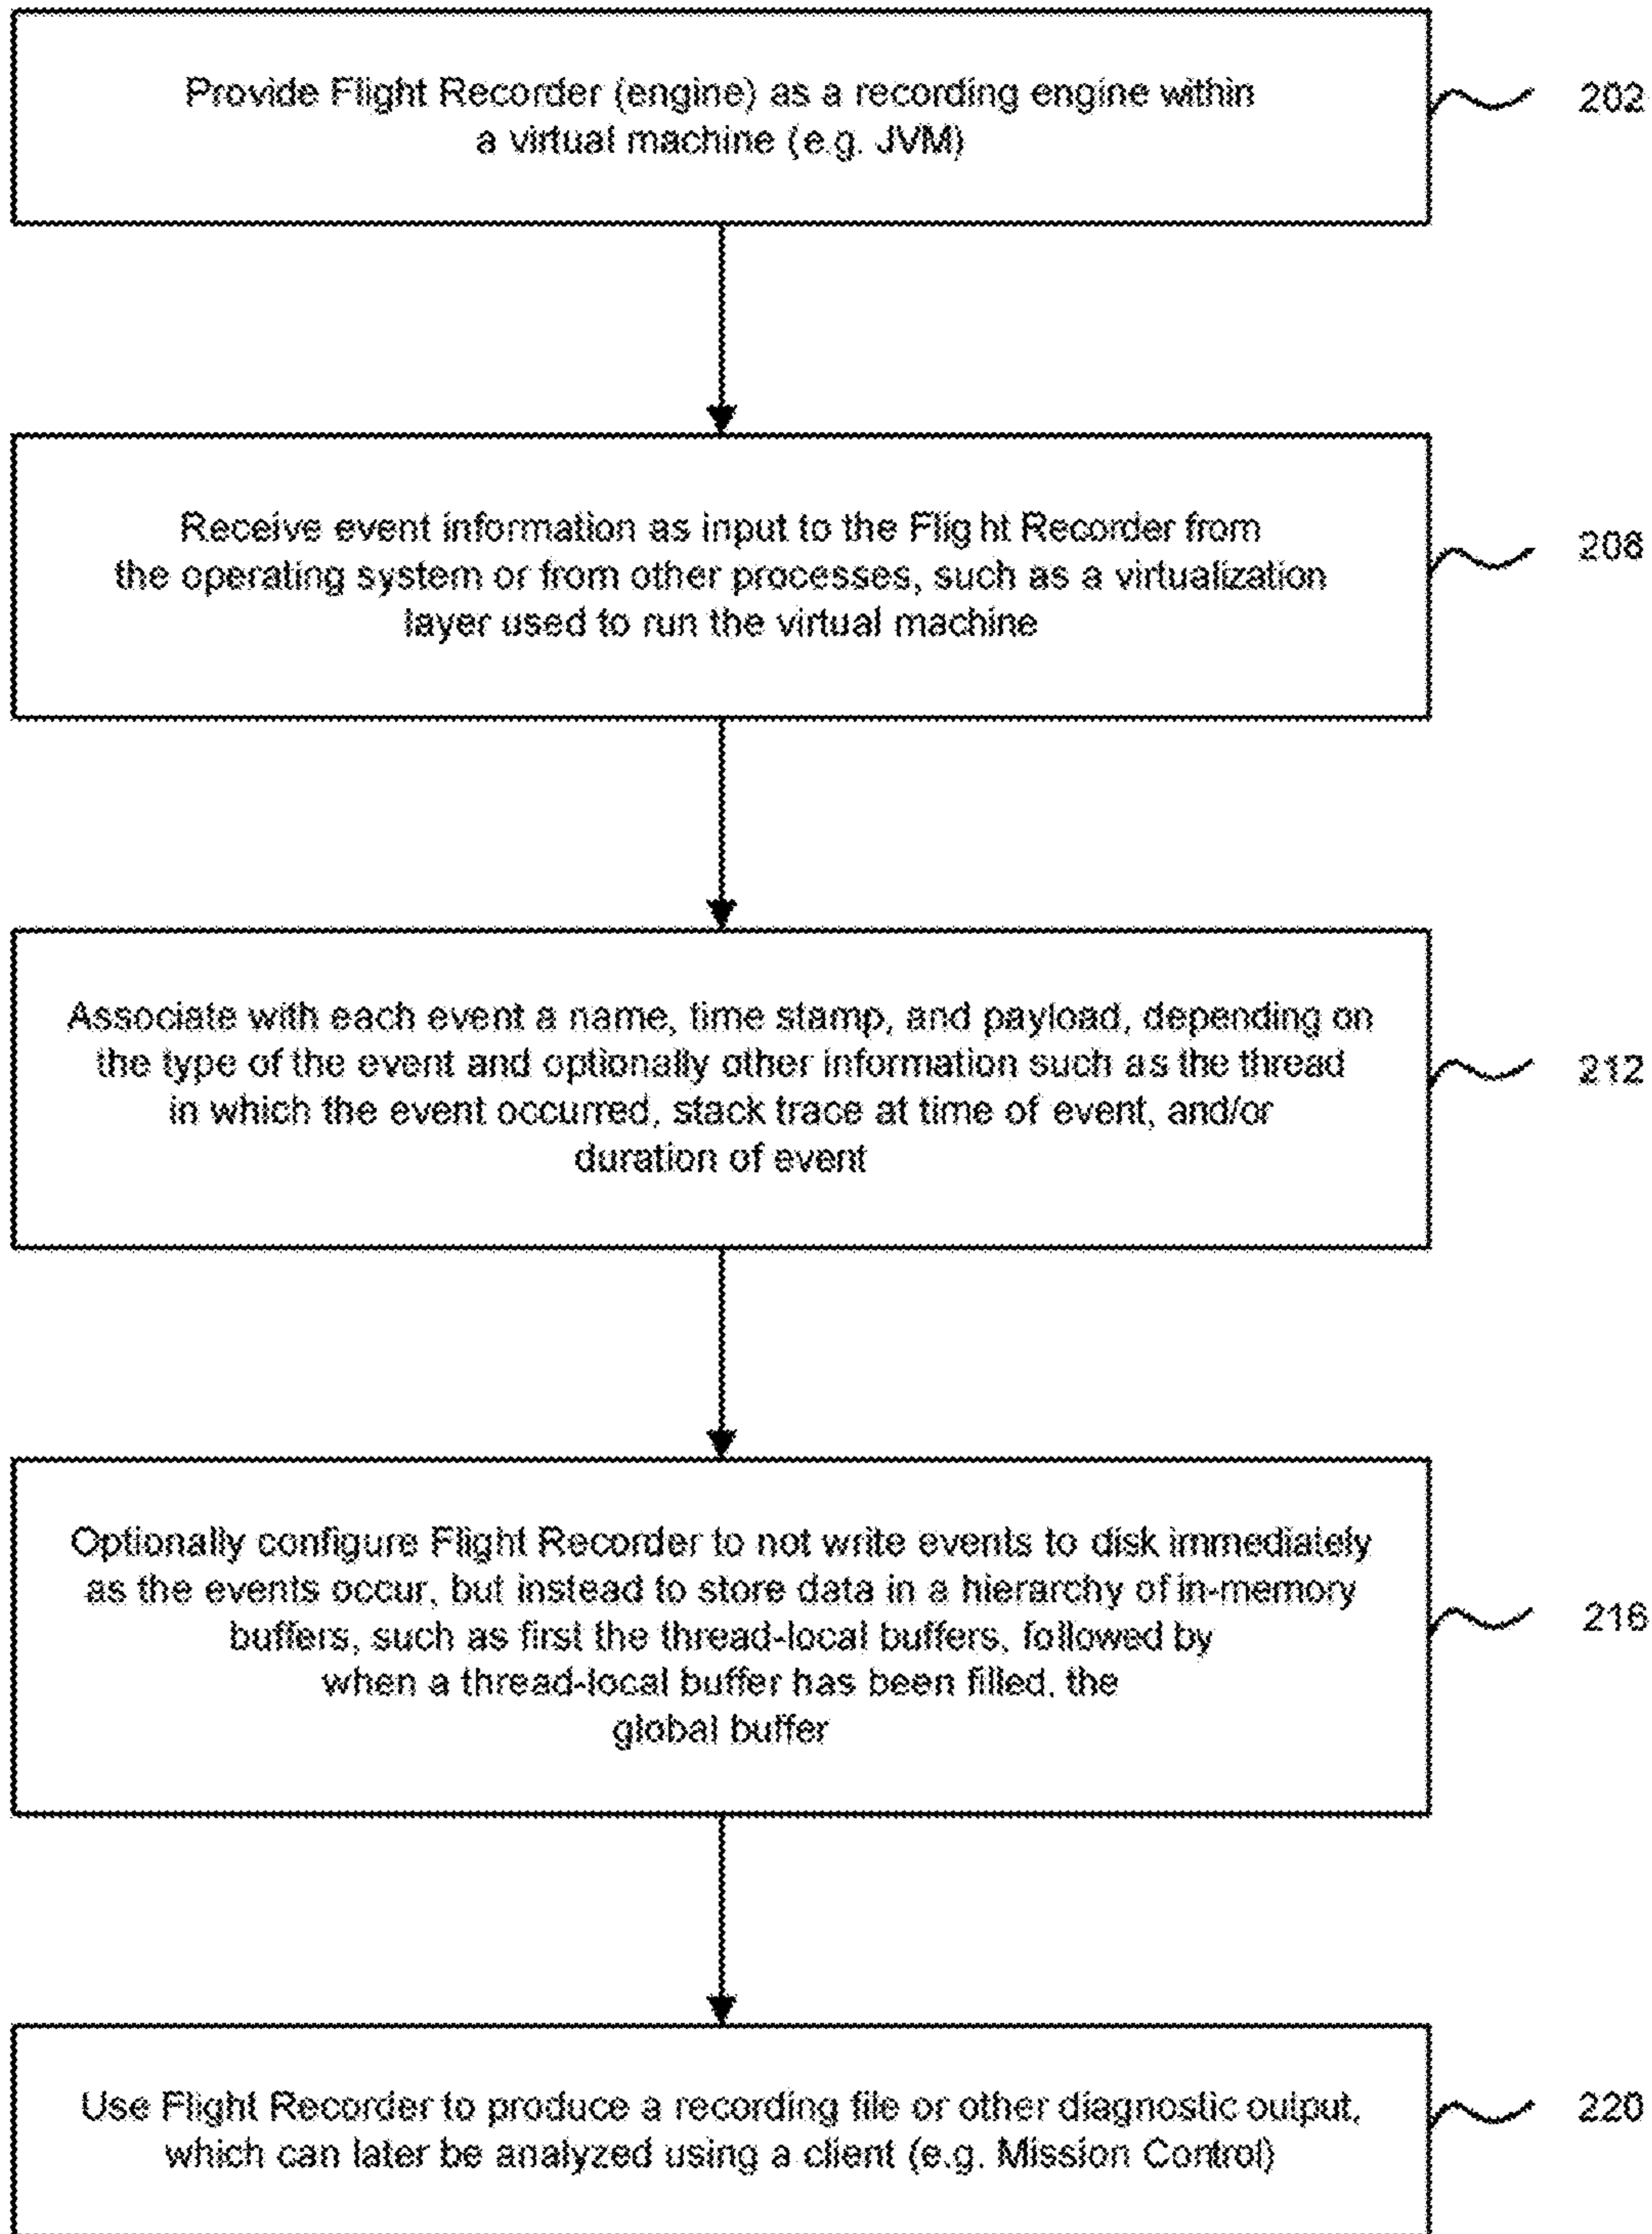 Provide Flight Recorder (engine) as a recording engine within
a virtual machine (e.g. JVM)
202
Receive event information as input to the Flight Recorder from
the operating system or from other processes, such as a virtualization
layer used to run the virtual machine
206
Associate with each event a name, time stamp, and payload, depending on
the type of the event and optionally other information such as the thread
in which the event occurred, stack trace at time of event, and/or
duration of event
212
Optionally configure Flight Recorder to not write events to disk immediately
as the events occur, but instead to store data in a hierarchy of in-memory
buffers, such as first the thread-local buffers, followed by
when a thread-local buffer has been filled, the
global buffer
216
Use Flight Recorder to produce a recording file or other diagnostic output,
which can later be analyzed using a client (e.g. Mission Control)
220